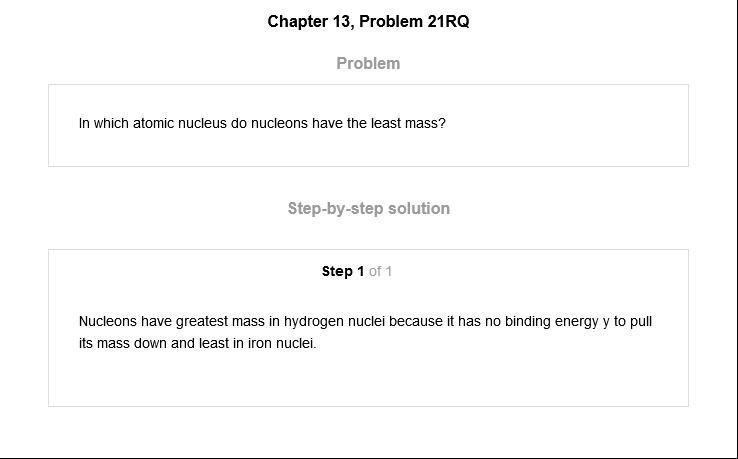 Chapter 13, Problem 21RQ
Problem
In which atomic nucleus do nucleons have the least mass?
Step-by-step solution
Step 1 of 1
Nucleons have greatest mass in hydrogen nuclei because it has no binding energy y to pull
its mass down and least in iron nuclei.